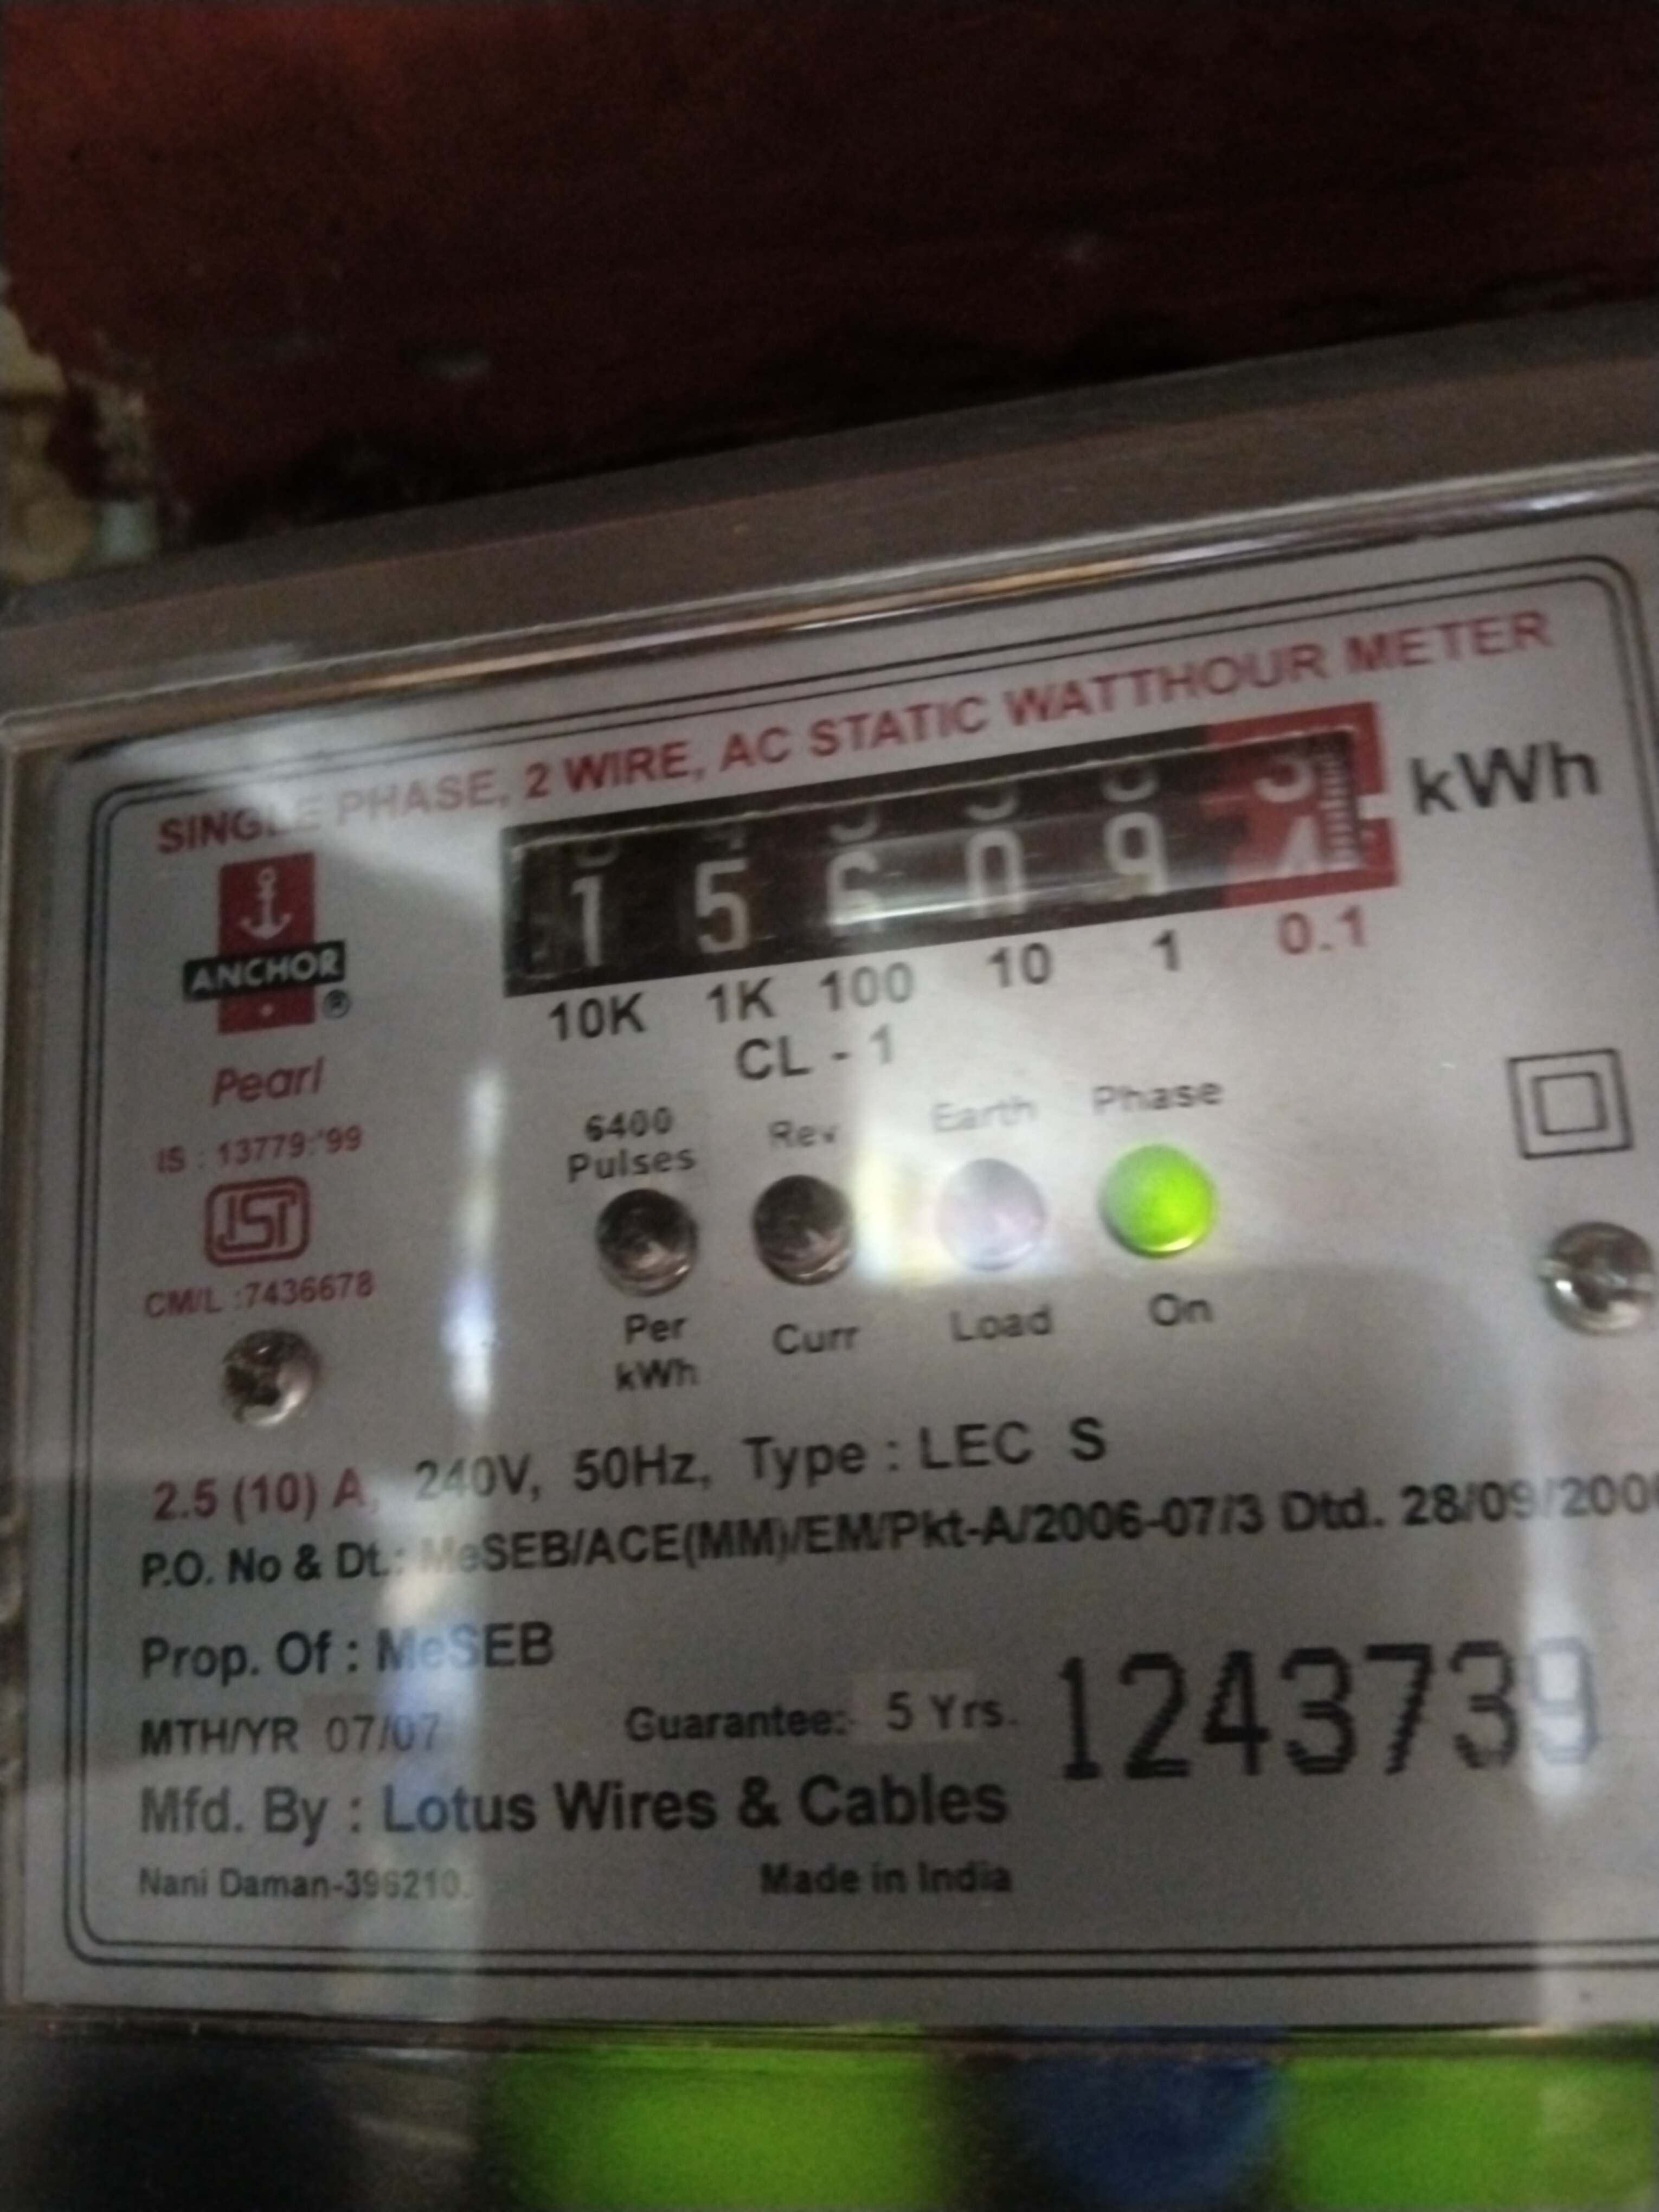 SINGLE PHASE, 2 WIRE, AC STATIC WATTHOUR METER
1 5 6 0 9
kWh
10K 1K 100 10 1 0.1
CL - 1
ANCHOR
®
Pearl
IS : 13779:'99
ISI
CM/L :7436678
6400 Pulses Per kWh
Rev Curr
Earth Load
Phase On
2.5 (10) A, 240V, 50Hz, Type : LEC S
P.O. No & Dt.: MeSEB/ACE(MM)/EM/Pkt-A/2006-07/3 Dtd. 28/09/200
Prop. Of : MeSEB
MTH/YR 07/07 Guarantee: 5 Yrs.
1243739
Mfd. By : Lotus Wires & Cables
Nani Daman-396210. Made in India